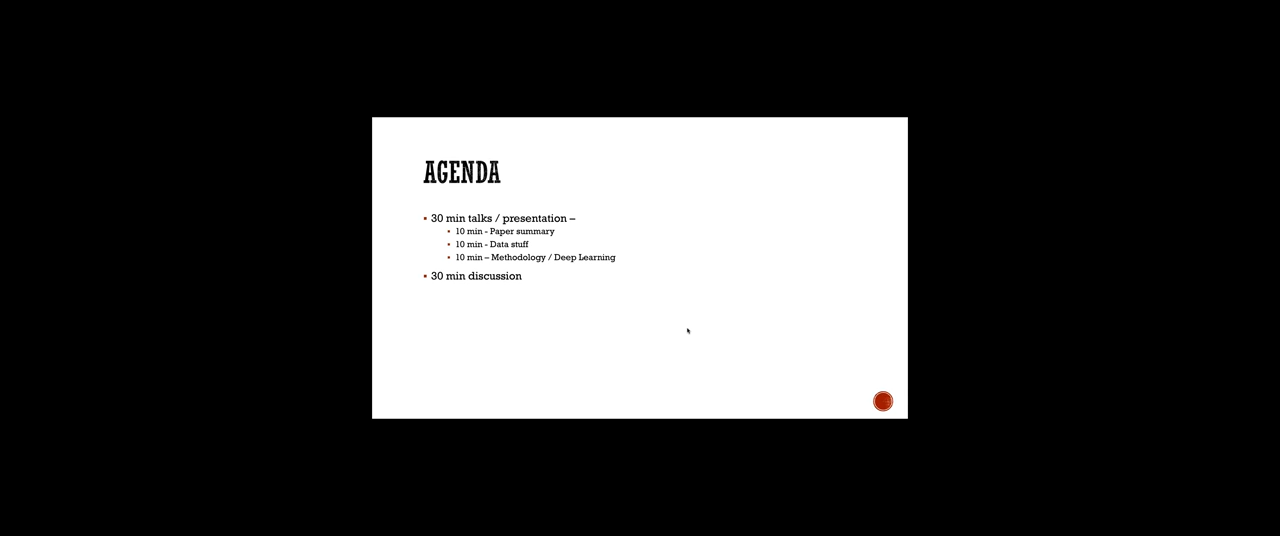 AGENDA
▪ 30 min talks / presentation –
▪ 10 min - Paper summary
▪ 10 min - Data stuff
▪ 10 min – Methodology / Deep Learning
▪ 30 min discussion